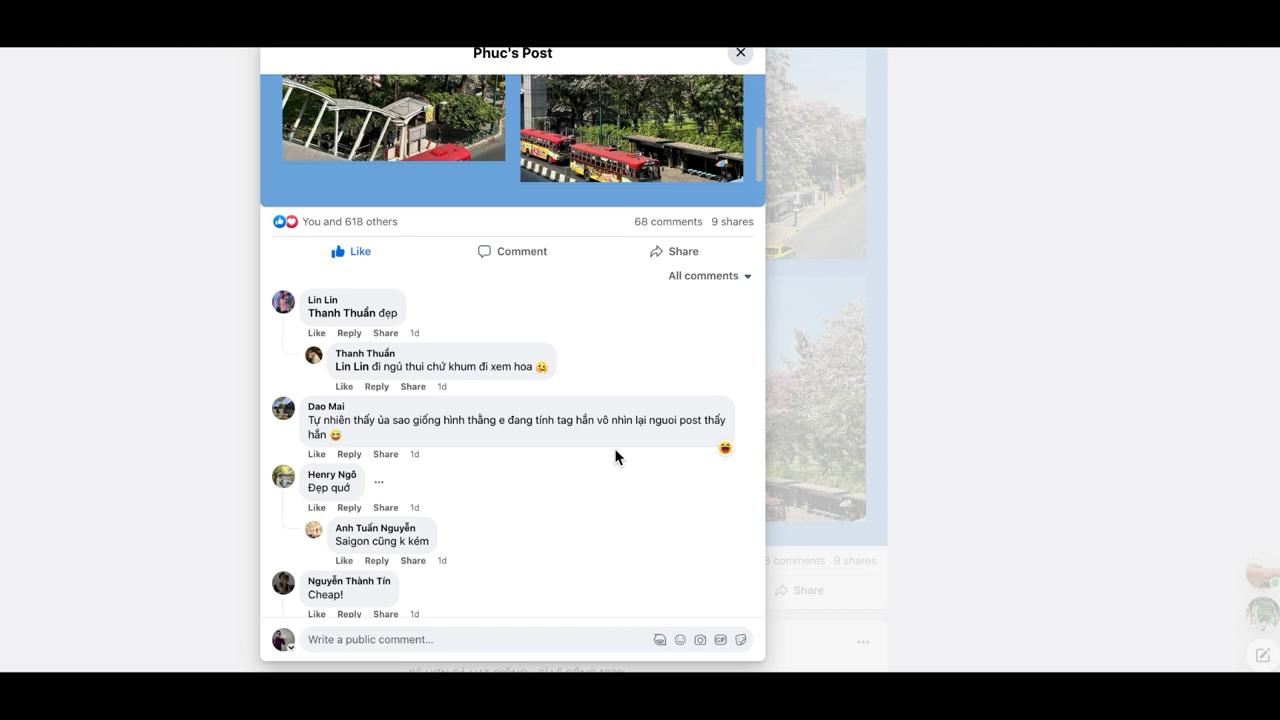 Phuc's Post
You and 618 others
68 comments 9 shares
Like Comment Share
All comments
Lin Lin
Thanh Thuẩn đẹp
Like Reply Share 1d
Thanh Thuẩn
Lin Lin đi ngủ thui chứ khum đi xem hoa
Like Reply Share 1d
Dao Mai
Tự nhiên thấy ủa sao giống hình thằng e đang tính tag hắn vô nhìn lại nguoi post thấy
hắn
Like Reply Share 1d
Henry Ngô
Đẹp quớ
Like Reply Share 1d
Anh Tuấn Nguyễn
Saigon cũng k kém
Like Reply Share 1d
comments 9 shares
Nguyễn Thành Tín
Cheap!
Share
Like Reply Share 1d
Write a public comment...
GIF